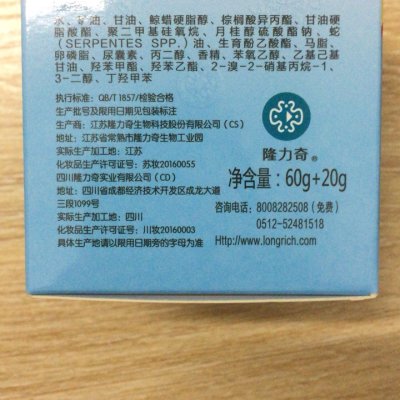 水、矿油、甘油、鲸蜡硬脂醇、棕榈酸异丙酯、甘油硬
脂酸酯、聚二甲基硅氧烷、月桂醇硫酸酯钠、蛇
(SERPENTES SPP.) 油、生育酚乙酸酯、马脂、
卵磷脂、尿囊素、丙二醇、香精、苯氧乙醇、乙基己基
甘油、羟苯甲酯、羟苯乙酯、2-溴-2-硝基丙烷-1,
3-二醇、丁羟甲苯
执行标准：QB/T 1857/检验合格
生产批号及限用日期见包装标注
生产商：江苏隆力奇生物科技股份有限公司 (CS)
地址：江苏省常熟市隆力奇生物工业园
实际生产加工地：江苏
化妆品生产许可证号：苏妆20160055
四川隆力奇实业有限公司 (CD)
地址：四川省成都经济技术开发区成龙大道
三段1099号
实际生产加工地：四川
化妆品生产许可证号：川妆20160003
具体生产地请以限用日期旁的字母为准
隆力奇®
净含量：60g+20g
咨询电话：8008282508 (免费)
0512-52481518
Http://www.longrich.com